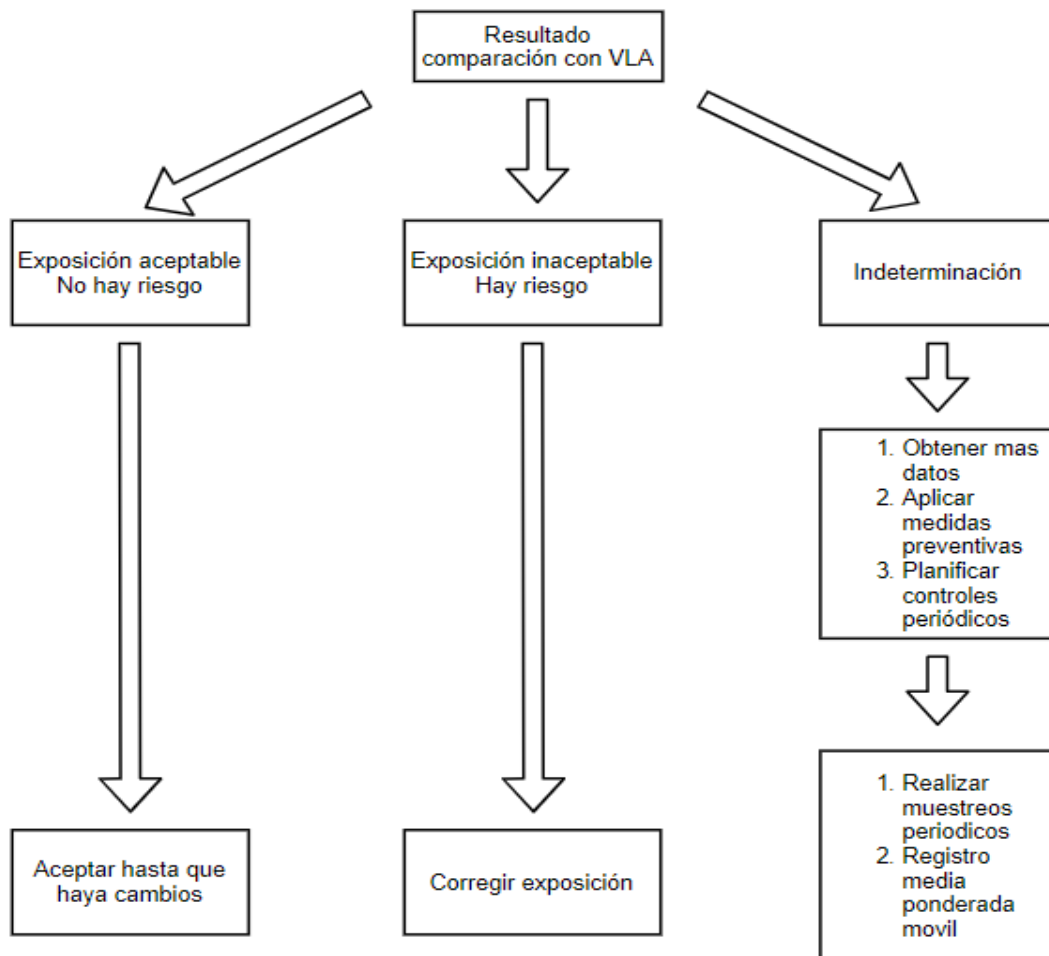 Resultado
comparación con VLA
Exposición aceptable
No hay riesgo
Exposición inaceptable
Hay riesgo
Indeterminación
1. Obtener mas
datos
2. Aplicar
medidas
preventivas
3. Planificar
controles
periódicos
Aceptar hasta que
haya cambios
Corregir exposición
1. Realizar
muestreos
periodicos
2. Registro
media
ponderada
movil